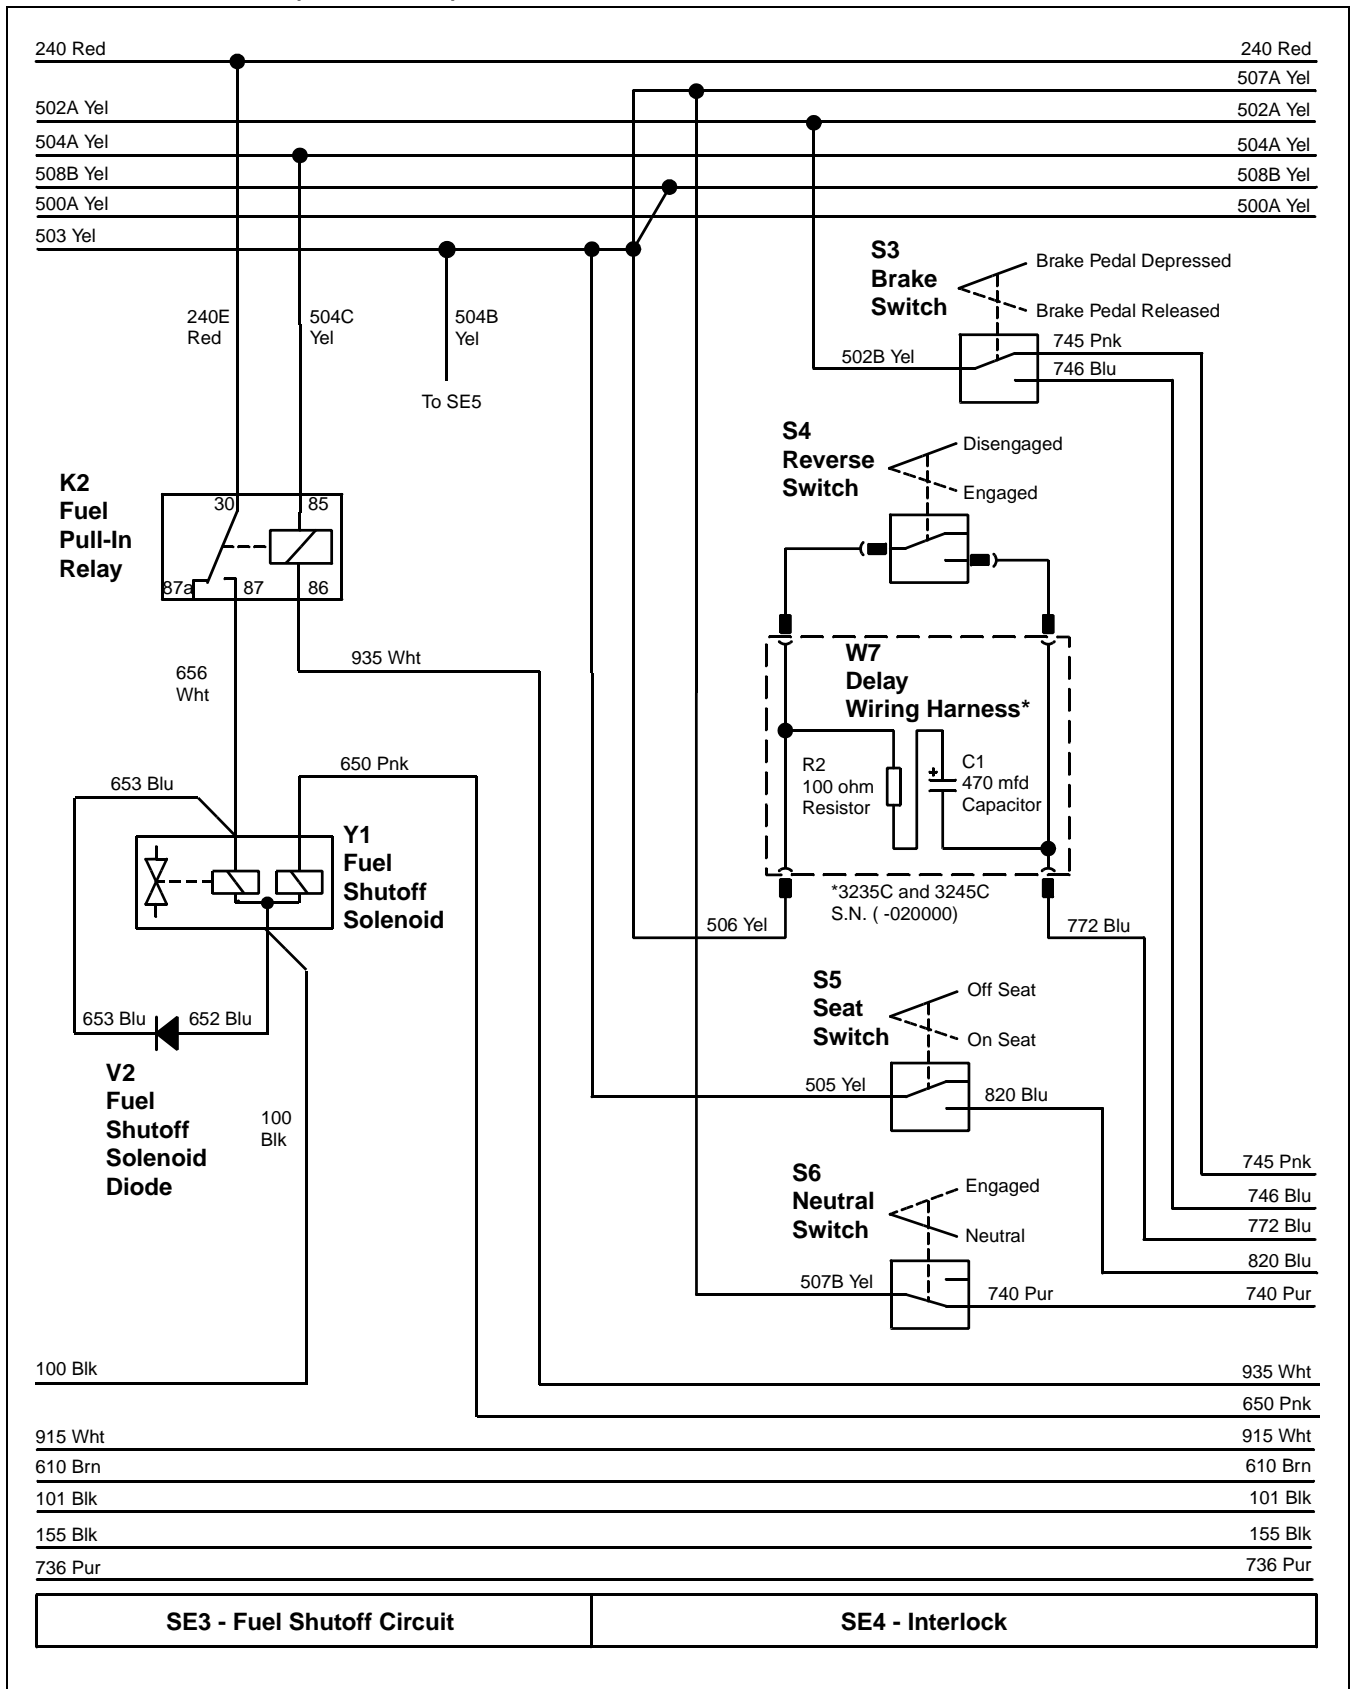 240 Red
240 Red
507A Yel
502A Yel
502A Yel
504A Yel
504A Yel
508B Yel
508B Yel
500A Yel
500A Yel
503 Yel
S3
Brake
Switch
Brake Pedal Depressed
Brake Pedal Released
240E
Red
504C
Yel
504B
Yel
To SE5
502B Yel
745 Pnk
746 Blu
S4
Reverse
Switch
Disengaged
Engaged
K2
Fuel
Pull-In
Relay
30
85
87a
87
86
935 Wht
656
Wht
W7
Delay
Wiring Harness*
R2
100 ohm
Resistor
+
C1
470 mfd
Capacitor
650 Pnk
653 Blu
Y1
Fuel
Shutoff
Solenoid
*3235C and 3245C
S.N. ( -020000)
506 Yel
772 Blu
S5
Seat
Switch
Off Seat
On Seat
653 Blu
652 Blu
V2
Fuel
Shutoff
Solenoid
Diode
100
Blk
505 Yel
820 Blu
S6
Neutral
Switch
Engaged
Neutral
507B Yel
740 Pur
745 Pnk
746 Blu
772 Blu
820 Blu
740 Pur
100 Blk
935 Wht
650 Pnk
915 Wht
915 Wht
610 Brn
610 Brn
101 Blk
101 Blk
155 Blk
155 Blk
736 Pur
736 Pur
SE3 - Fuel Shutoff Circuit
SE4 - Interlock